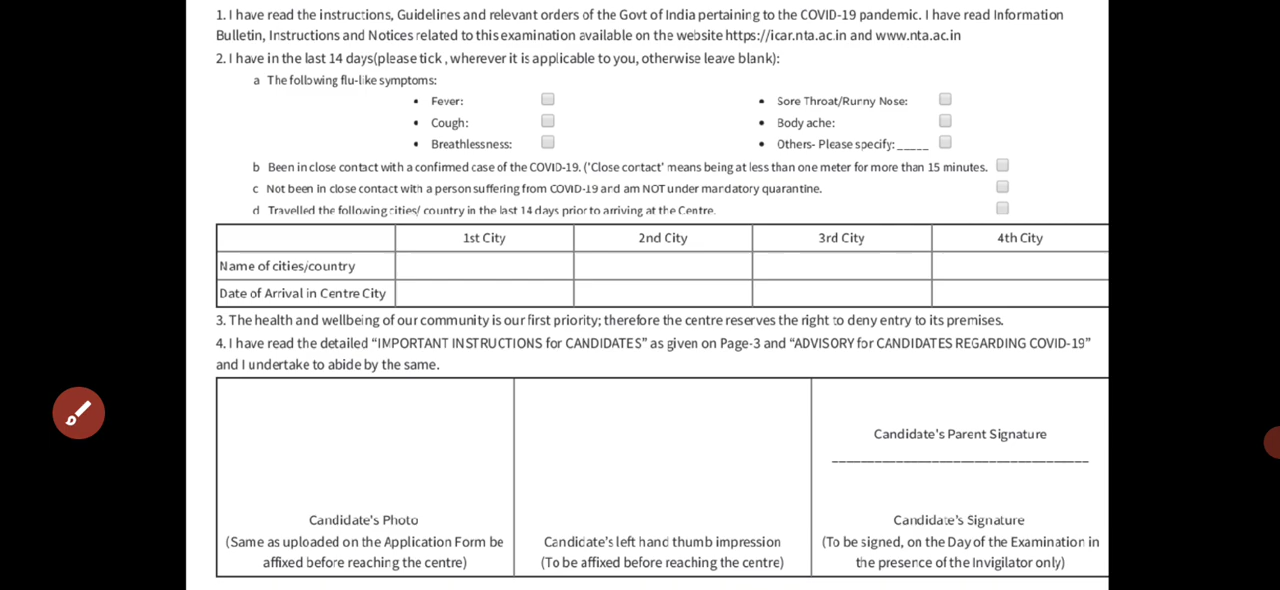 1. I have read the instructions, Guidelines and relevant orders of the Govt of India pertaining to the COVID-19 pandemic. I have read Information
Bulletin, Instructions and Notices related to this examination available on the website https://icar.nta.ac.in and www.nta.ac.in
2. I have in the last 14 days(please tick , wherever it is applicable to you, otherwise leave blank):
a The following flu-like symptoms:
• Fever: • Sore Throat/Runny Nose:
• Cough: • Body ache:
• Breathlessness: • Others- Please specify: _____
b Been in close contact with a confirmed case of the COVID-19. ('Close contact' means being at less than one meter for more than 15 minutes.
c Not been in close contact with a person suffering from COVID-19 and am NOT under mandatory quarantine.
d Travelled the following cities/ country in the last 14 days prior to arriving at the Centre.
1st City 2nd City 3rd City 4th City
Name of cities/country
Date of Arrival in Centre City
3. The health and wellbeing of our community is our first priority; therefore the centre reserves the right to deny entry to its premises.
4. I have read the detailed “IMPORTANT INSTRUCTIONS for CANDIDATES” as given on Page-3 and “ADVISORY for CANDIDATES REGARDING COVID-19”
and I undertake to abide by the same.
Candidate's Parent Signature
____________________________________
Candidate's Photo
(Same as uploaded on the Application Form be
affixed before reaching the centre)
Candidate's left hand thumb impression
(To be affixed before reaching the centre)
Candidate's Signature
(To be signed, on the Day of the Examination in
the presence of the Invigilator only)